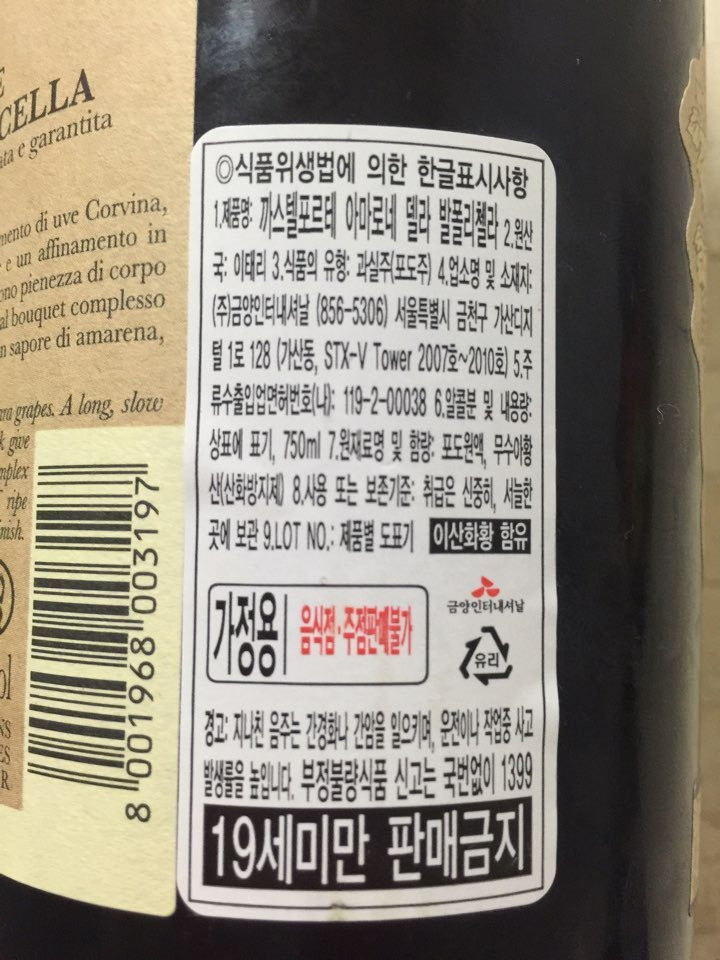 CELLA
ata e garantita
mento di uve Corvina,
e un affinamento in
ono pienezza di corpo
al bouquet complesso
n sapore di amarena,
ara grapes. A long, slow
k give
mplex
ripe
nish.
8 001968 003197
◎식품위생법에 의한 한글표시사항
1.제품명: 까스텔포르테 아마로네 델라 발폴리첼라 2.원산
국: 이태리 3.식품의 유형: 과실주(포도주) 4.업소명 및 소재지:
(주)금양인터내셔날 (856-5306) 서울특별시 금천구 가산디지
털 1로 128 (가산동, STX-V Tower 2007호~2010호) 5.주
류수출입업면허번호(내): 119-2-00038 6.알콜분 및 내용량:
상표에 표기, 750ml 7.원재료명 및 함량: 포도원액, 무수아황
산(산화방지제) 8.사용 또는 보존기준: 취급은 신중히, 서늘한
곳에 보관 9.LOT NO.: 제품별 도표기 이산화황 함유
가정용 음식점·주점판매불가
금양인터내셔날
유리
경고: 지나친 음주는 간경화나 간암을 일으키며, 운전이나 작업중 사고
발생률을 높입니다. 부정불량식품 신고는 국번없이 1399
19세미만 판매금지